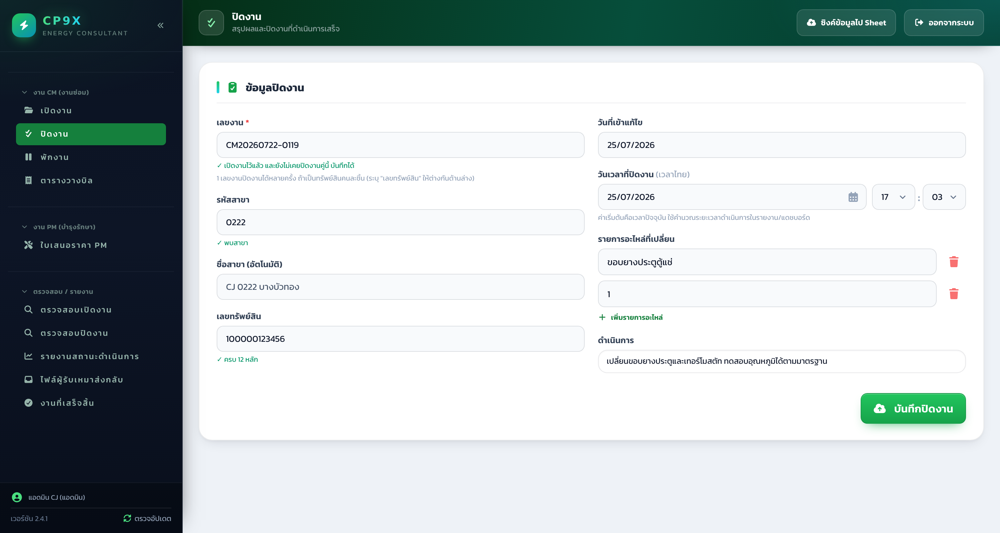 CP9X
ENERGY CONSULTANT
งาน CM (งานซ่อม)
เปิดงาน
ปิดงาน
พักงาน
ตารางวางบิล
งาน PM (บำรุงรักษา)
ใบเสนอราคา PM
ตรวจสอบ / รายงาน
ตรวจสอบเปิดงาน
ตรวจสอบปิดงาน
รายงานสถานะดำเนินการ
ไฟล์ผู้รับเหมาส่งกลับ
งานที่เสร็จสิ้น
แอดมิน CJ (แอดมิน)
เวอร์ชัน 2.4.1
ตรวจอัปเดต
ปิดงาน
สรุปผลและปิดงานที่ดำเนินการเสร็จ
ซิงค์ข้อมูลไป Sheet
ออกจากระบบ
ข้อมูลปิดงาน
เลขงาน *
CM20260722-0119
✓ เปิดงานไว้แล้ว และยังไม่เคยปิดงานคู่นี้ บันทึกได้
1 เลขงานปิดงานได้หลายครั้ง ถ้าเป็นทรัพย์สินคนละชิ้น (ระบุ "เลขทรัพย์สิน" ให้ต่างกันด้านล่าง)
รหัสสาขา
0222
✓ พบสาขา
ชื่อสาขา (อัตโนมัติ)
CJ 0222 บางบัวทอง
เลขทรัพย์สิน
100000123456
✓ ครบ 12 หลัก
วันที่เข้าแก้ไข
25/07/2026
วันเวลาที่ปิดงาน (เวลาไทย)
25/07/2026
17 : 03
ค่าเริ่มต้นคือเวลาปัจจุบัน ใช้คำนวณระยะเวลาดำเนินการในรายงาน/แดชบอร์ด
รายการอะไหล่ที่เปลี่ยน
ขอบยางประตูตู้แช่
1
+ เพิ่มรายการอะไหล่
ดำเนินการ
เปลี่ยนขอบยางประตูและเทอร์โมสตัท ทดสอบอุณหภูมิได้ตามมาตรฐาน
บันทึกปิดงาน